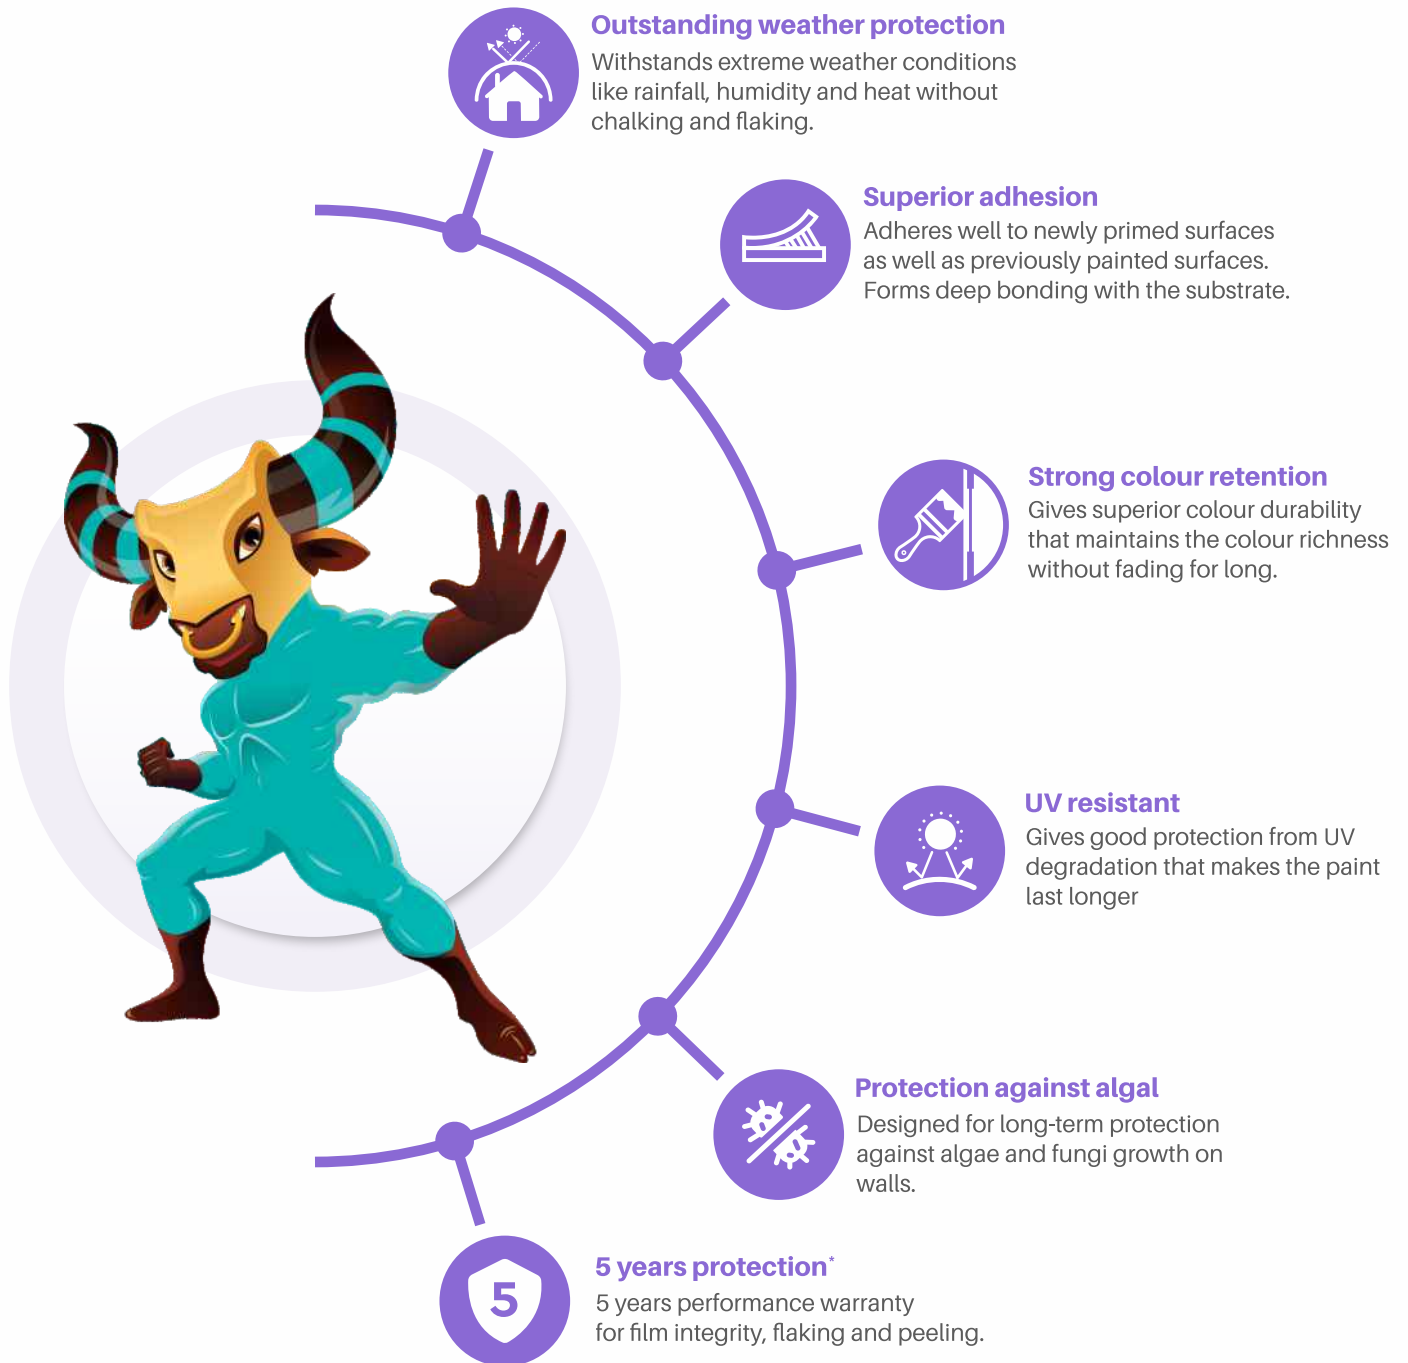 Outstanding weather protection
Withstands extreme weather conditions
like rainfall, humidity and heat without
chalking and flaking.
Superior adhesion
Adheres well to newly primed surfaces
as well as previously painted surfaces.
Forms deep bonding with the substrate.
Strong colour retention
Gives superior colour durability
that maintains the colour richness
without fading for long.
UV resistant
Gives good protection from UV
degradation that makes the paint
last longer
Protection against algal
Designed for long-term protection
against algae and fungi growth on
walls.
5
5 years protection*
5 years performance warranty
for film integrity, flaking and peeling.